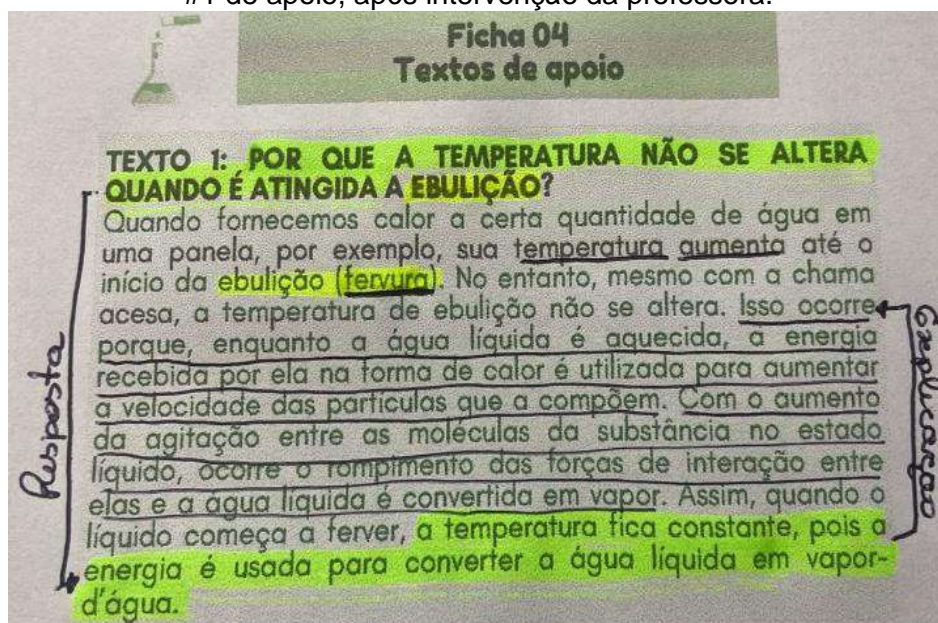 #1 do apoio, após intervenção da professora.
Ficha 04
Textos de apoio
TEXTO 1: POR QUE A TEMPERATURA NÃO SE ALTERA
QUANDO É ATINGIDA A EBULIÇÃO?
Quando fornecemos calor a certa quantidade de água em
uma panela, por exemplo, sua temperatura aumenta até o
início da ebulição (fervura). No entanto, mesmo com a chama
acesa, a temperatura de ebulição não se altera. Isso ocorre
porque, enquanto a água líquida é aquecida, a energia
recebida por ela na forma de calor é utilizada para aumentar
a velocidade das partículas que a compõem. Com o aumento
da agitação entre as moléculas da substância no estado
líquido, ocorre o rompimento das forças de interação entre
elas e a água líquida é convertida em vapor. Assim, quando o
líquido começa a ferver, a temperatura fica constante, pois a
energia é usada para converter a água líquida em vapor-
d'água.
Resposta
Explicação